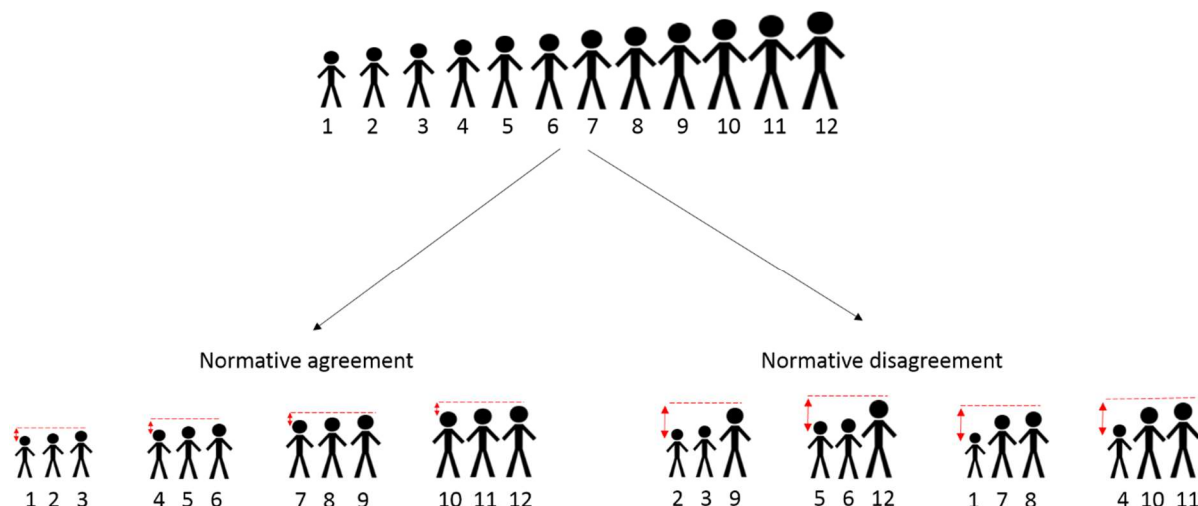 1 2 3 4 5 6 7 8 9 10 11 12
Normative agreement
Normative disagreement
1 2 3
4 5 6
7 8 9
10 11 12
2 3 9
5 6 12
1 7 8
4 10 11